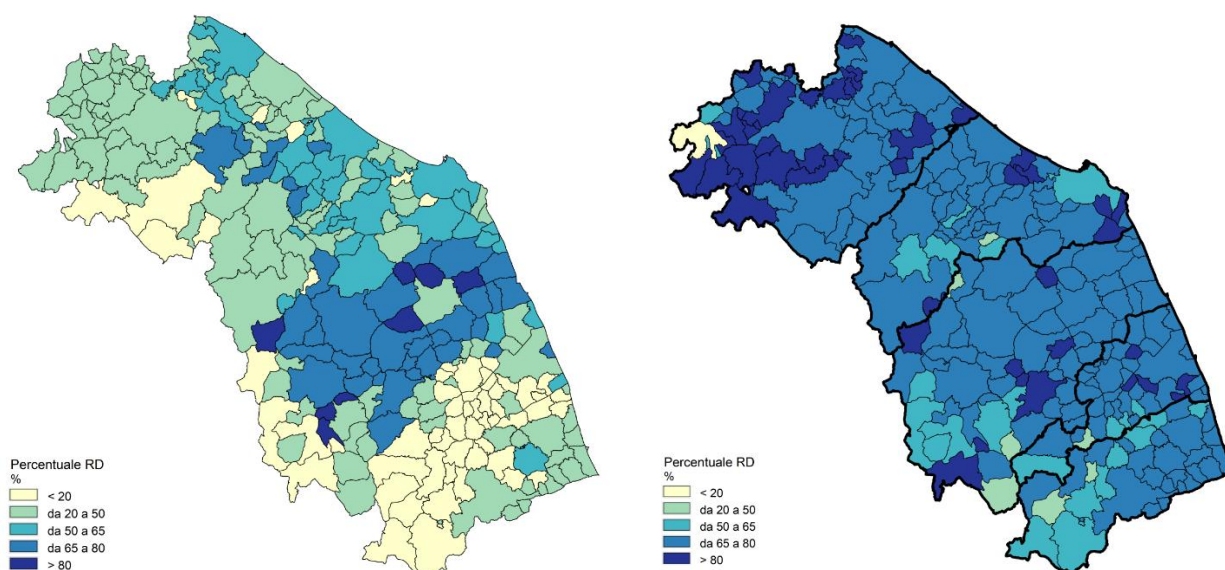 Percentuale RD
%
< 20
da 20 a 50
da 50 a 65
da 65 a 80
> 80
Percentuale RD
%
< 20
da 20 a 50
da 50 a 65
da 65 a 80
> 80